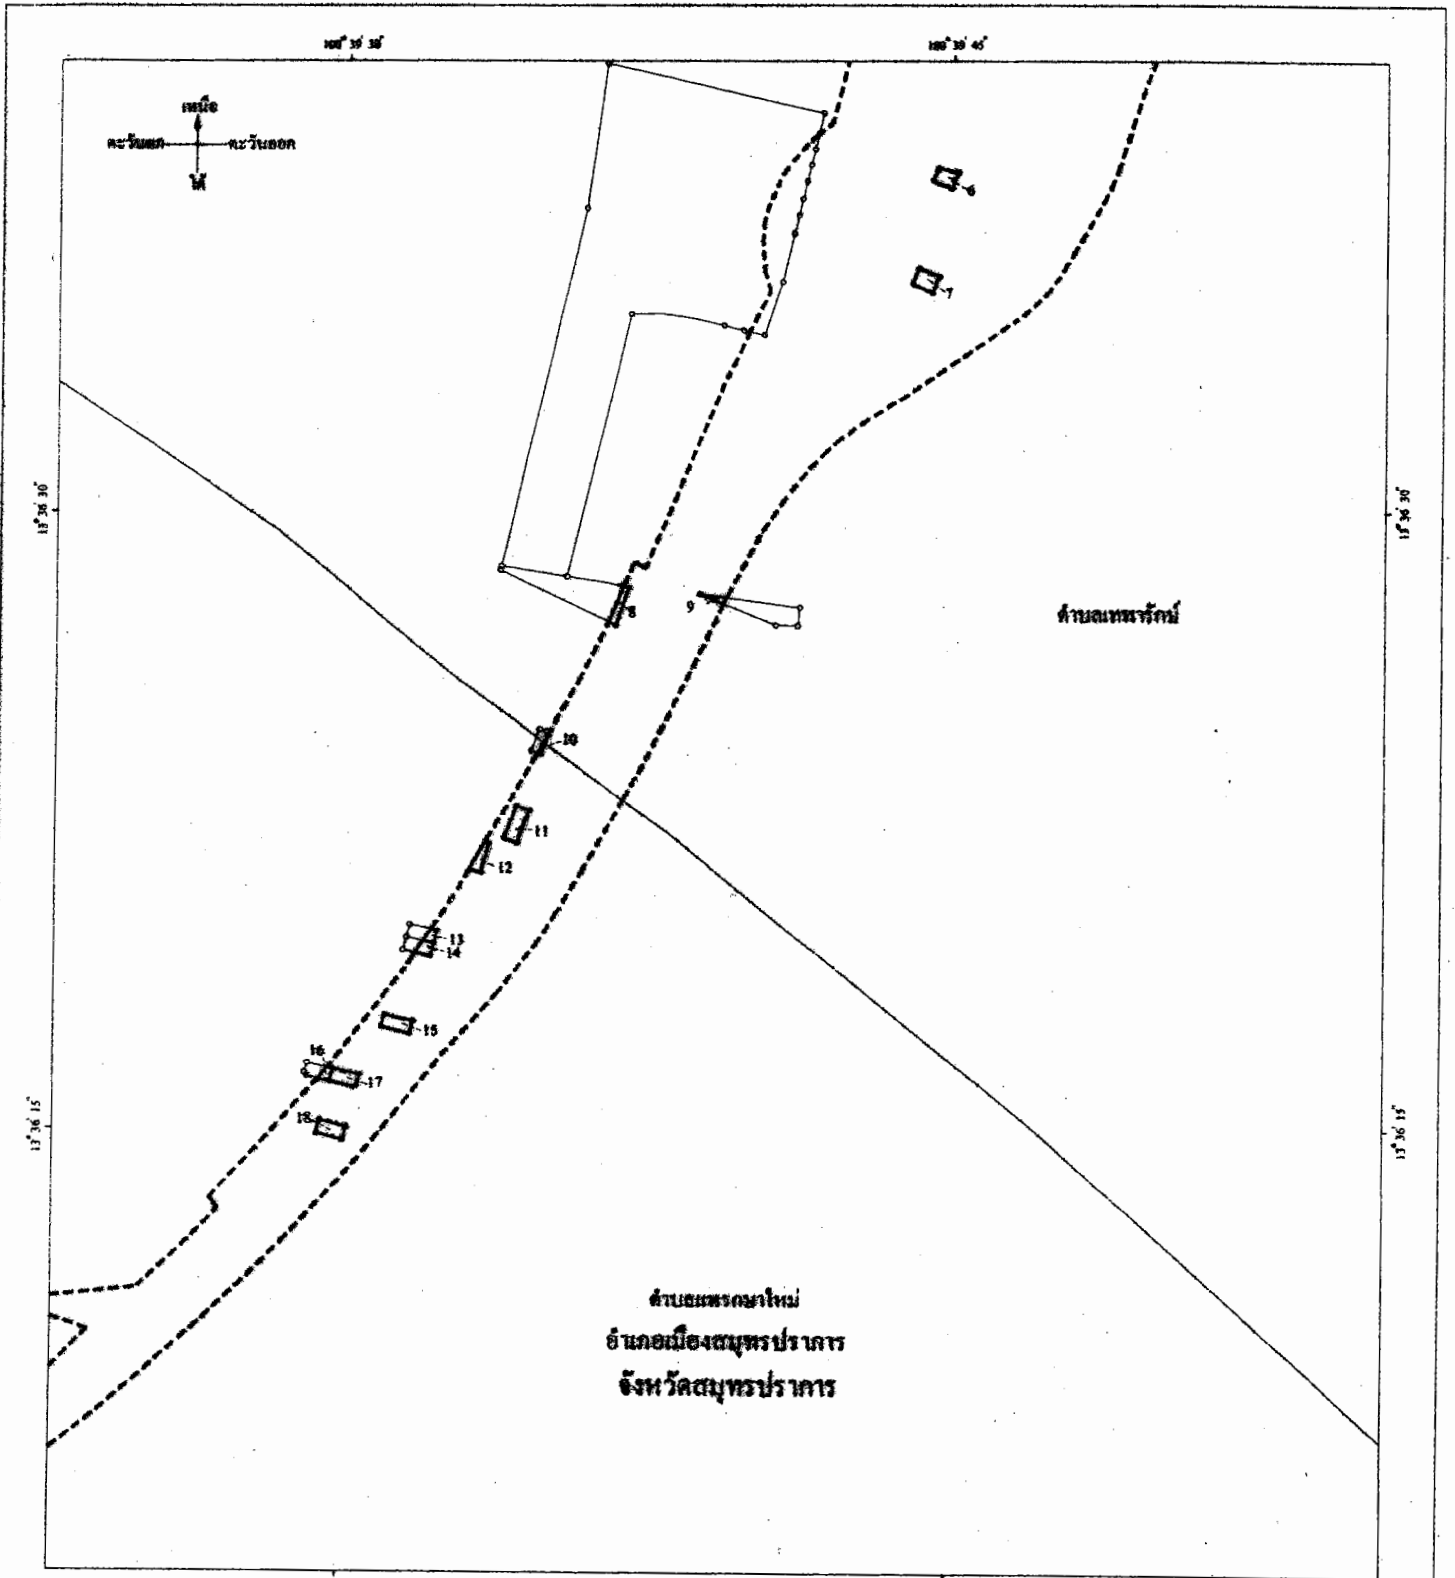 100° 39' 30"
100° 39' 45"
เหนือ
ตะวันตก
ตะวันออก
ใต้
6
7
13° 36' 30"
13° 36' 30"
8
9
ตำบลเทพารักษ์
10
11
12
13
14
15
16
17
18
13° 36' 15"
13° 36' 15"
ตำบลแพรกษาใหม่
อำเภอเมืองสมุทรปราการ
จังหวัดสมุทรปราการ